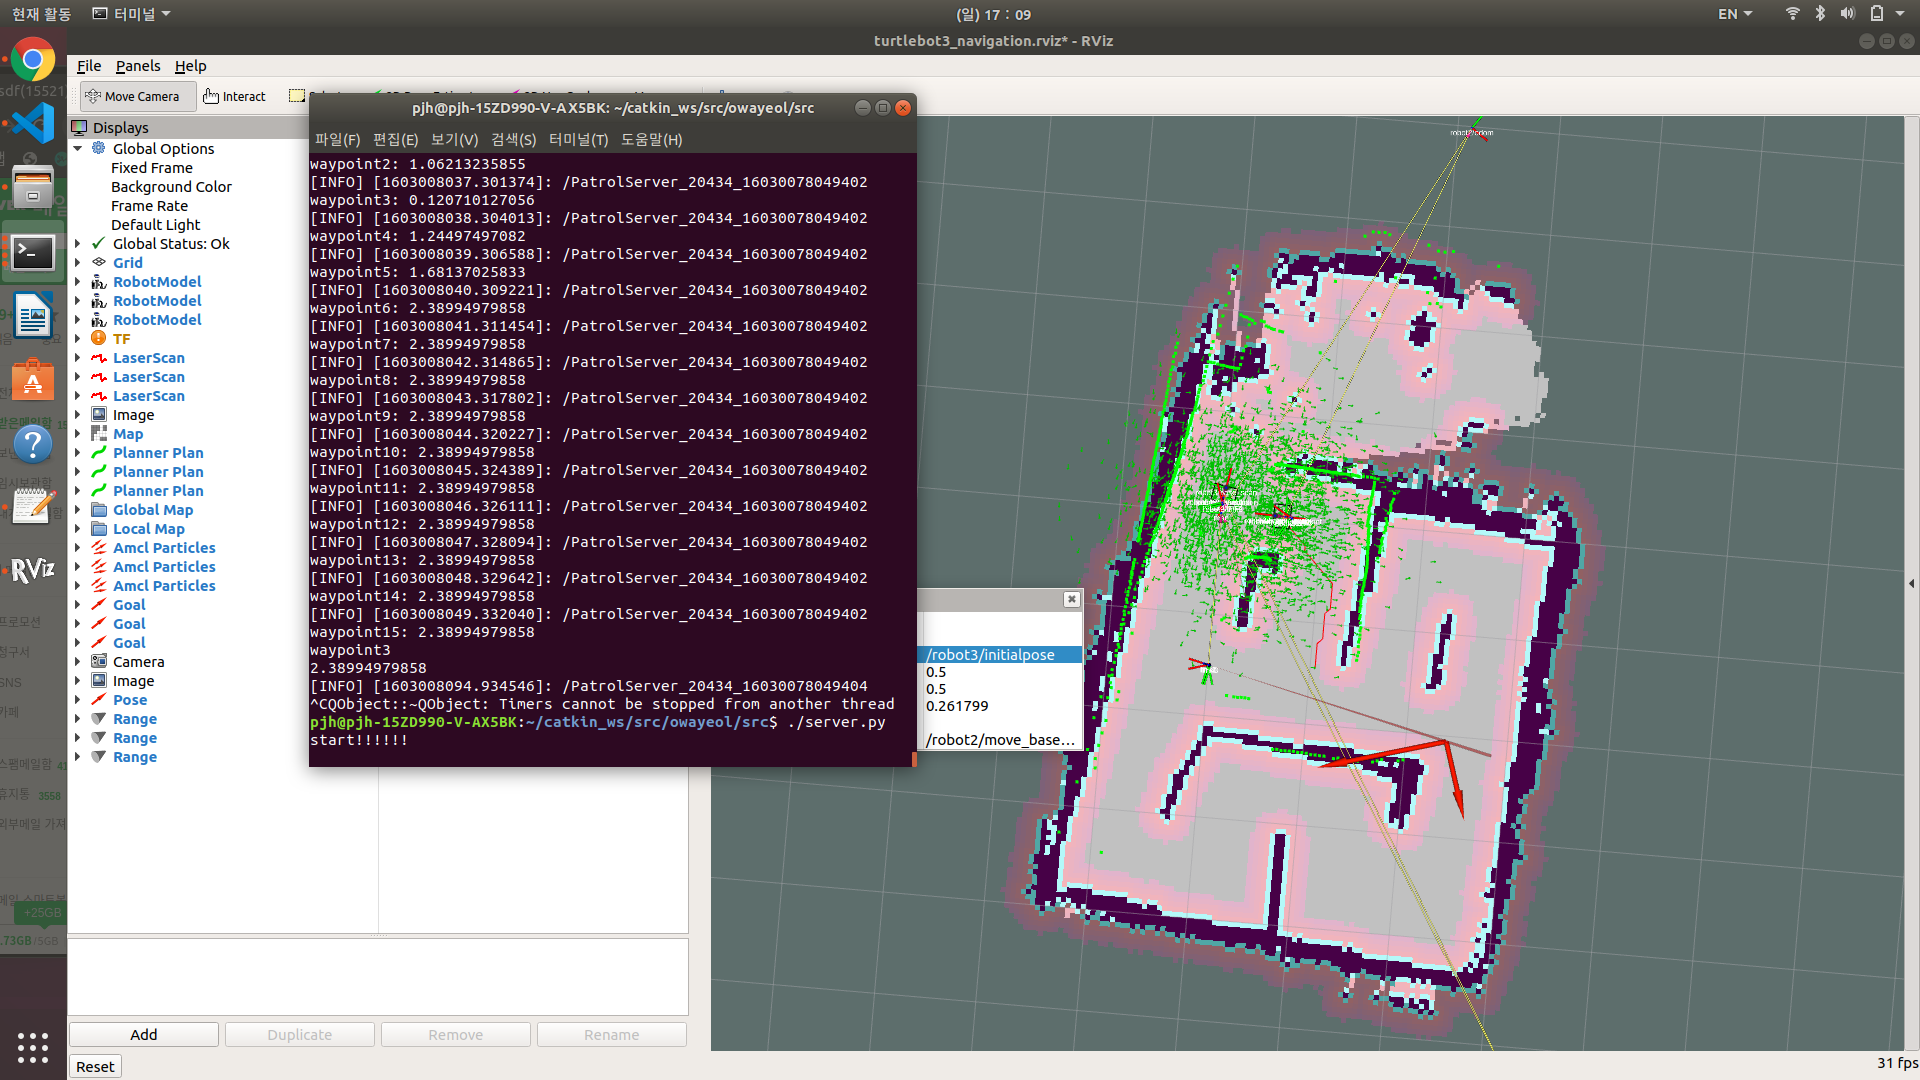 현재 활동
터미널
(일) 17 : 09
EN
turtlebot3_navigation.rviz* - RViz
File Panels Help
Move Camera
Interact
Displays
Global Options
Fixed Frame
Background Color
Frame Rate
Default Light
Global Status: Ok
Grid
RobotModel
RobotModel
RobotModel
TF
LaserScan
LaserScan
LaserScan
Image
Map
Planner Plan
Planner Plan
Planner Plan
Global Map
Local Map
Amcl Particles
Amcl Particles
Amcl Particles
Goal
Goal
Goal
Camera
Image
Pose
Range
Range
Range
pjh@pjh-15ZD990-V-AX5BK: ~/catkin_ws/src/owayeol/src
파일(F) 편집(E) 보기(V) 검색(S) 터미널(T) 도움말(H)
waypoint2: 1.06213235855
[INFO] [1603008037.301374]: /PatrolServer_20434_16030078049402
waypoint3: 0.120710127056
[INFO] [1603008038.304013]: /PatrolServer_20434_16030078049402
waypoint4: 1.24497497082
[INFO] [1603008039.306588]: /PatrolServer_20434_16030078049402
waypoint5: 1.68137025833
[INFO] [1603008040.309221]: /PatrolServer_20434_16030078049402
waypoint6: 2.38994979858
[INFO] [1603008041.311454]: /PatrolServer_20434_16030078049402
waypoint7: 2.38994979858
[INFO] [1603008042.314865]: /PatrolServer_20434_16030078049402
waypoint8: 2.38994979858
[INFO] [1603008043.317802]: /PatrolServer_20434_16030078049402
waypoint9: 2.38994979858
[INFO] [1603008044.320227]: /PatrolServer_20434_16030078049402
waypoint10: 2.38994979858
[INFO] [1603008045.324389]: /PatrolServer_20434_16030078049402
waypoint11: 2.38994979858
[INFO] [1603008046.326111]: /PatrolServer_20434_16030078049402
waypoint12: 2.38994979858
[INFO] [1603008047.328094]: /PatrolServer_20434_16030078049402
waypoint13: 2.38994979858
[INFO] [1603008048.329642]: /PatrolServer_20434_16030078049402
waypoint14: 2.38994979858
[INFO] [1603008049.332040]: /PatrolServer_20434_16030078049402
waypoint15: 2.38994979858
waypoint3
2.38994979858
[INFO] [1603008094.934546]: /PatrolServer_20434_16030078049404
^CQObject::~QObject: Timers cannot be stopped from another thread
pjh@pjh-15ZD990-V-AX5BK:~/catkin_ws/src/owayeol/src$ ./server.py
start!!!!!!
/robot3/initialpose
0.5
0.5
0.261799
/robot2/move_base...
RViz
+25GB
.73GB/5GB
3558
Add
Duplicate
Remove
Rename
Reset
31 fps